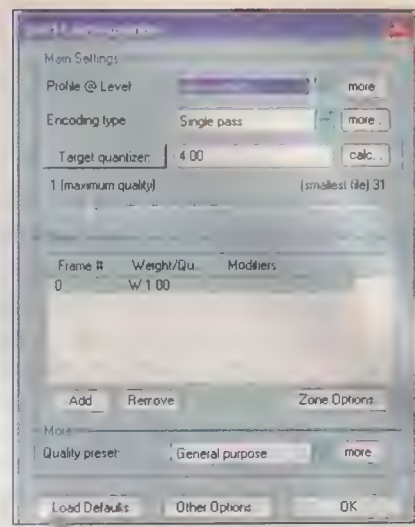 Main Settings
Profile @ Level more
Encoding type Single pass more..
Target quantizer: 4.00 calc...
1 (maximum quality) (smallest file) 31
Frame # Weight/Qu... Modifiers
0 W 1.00
Add Remove Zone Options...
More
Quality preset: General purpose more
Load Defaults Other Options OK